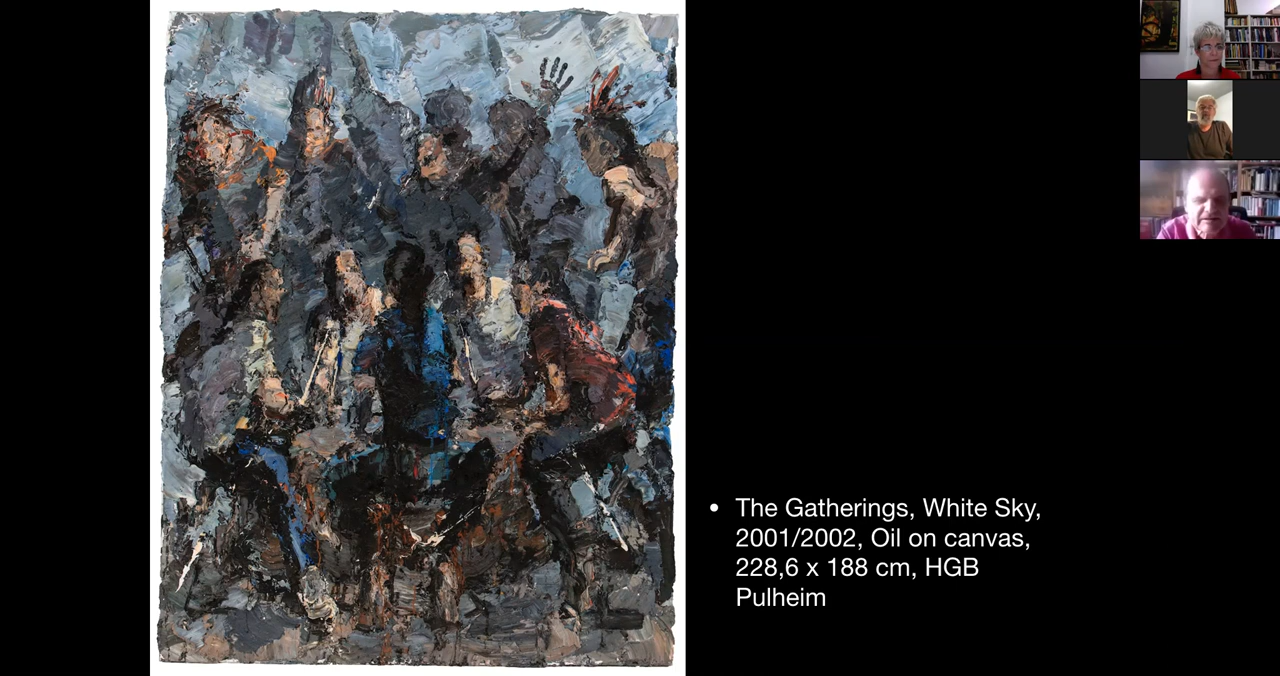 The Gatherings, White Sky,
2001/2002, Oil on canvas,
228,6 x 188 cm, HGB
Pulheim